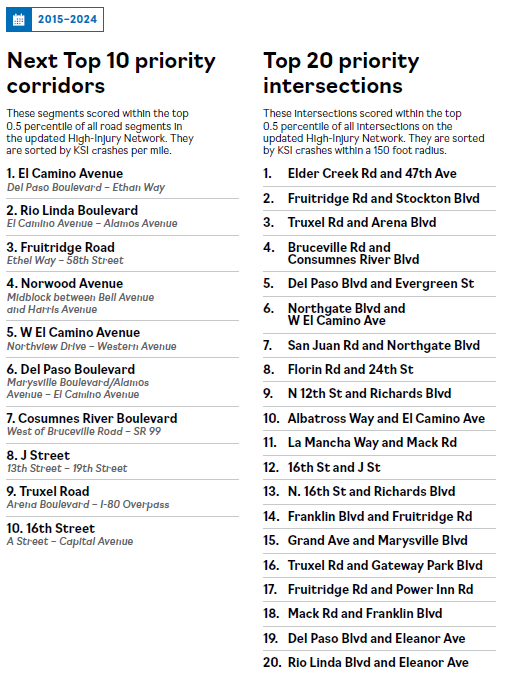 2015–2024
Next Top 10 priority
corridors
These segments scored within the top
0.5 percentile of all road segments in
the updated High-Injury Network. They
are sorted by KSI crashes per mile.
1. El Camino Avenue
Del Paso Boulevard – Ethan Way
2. Rio Linda Boulevard
El Camino Avenue – Alamos Avenue
3. Fruitridge Road
Ethel Way – 58th Street
4. Norwood Avenue
Midblock between Bell Avenue
and Harris Avenue
5. W El Camino Avenue
Northview Drive – Western Avenue
6. Del Paso Boulevard
Marysville Boulevard/Alamos
Avenue – El Camino Avenue
7. Cosumnes River Boulevard
West of Bruceville Road – SR 99
8. J Street
13th Street – 19th Street
9. Truxel Road
Arena Boulevard – I-80 Overpass
10. 16th Street
A Street – Capital Avenue
Top 20 priority
intersections
These intersections scored within the top
0.5 percentile of all intersections on the
updated High-Injury Network. They are sorted
by KSI crashes within a 150 foot radius.
1. Elder Creek Rd and 47th Ave
2. Fruitridge Rd and Stockton Blvd
3. Truxel Rd and Arena Blvd
4. Bruceville Rd and
Consumnes River Blvd
5. Del Paso Blvd and Evergreen St
6. Northgate Blvd and
W El Camino Ave
7. San Juan Rd and Northgate Blvd
8. Florin Rd and 24th St
9. N 12th St and Richards Blvd
10. Albatross Way and El Camino Ave
11. La Mancha Way and Mack Rd
12. 16th St and J St
13. N. 16th St and Richards Blvd
14. Franklin Blvd and Fruitridge Rd
15. Grand Ave and Marysville Blvd
16. Truxel Rd and Gateway Park Blvd
17. Fruitridge Rd and Power Inn Rd
18. Mack Rd and Franklin Blvd
19. Del Paso Blvd and Eleanor Ave
20. Rio Linda Blvd and Eleanor Ave